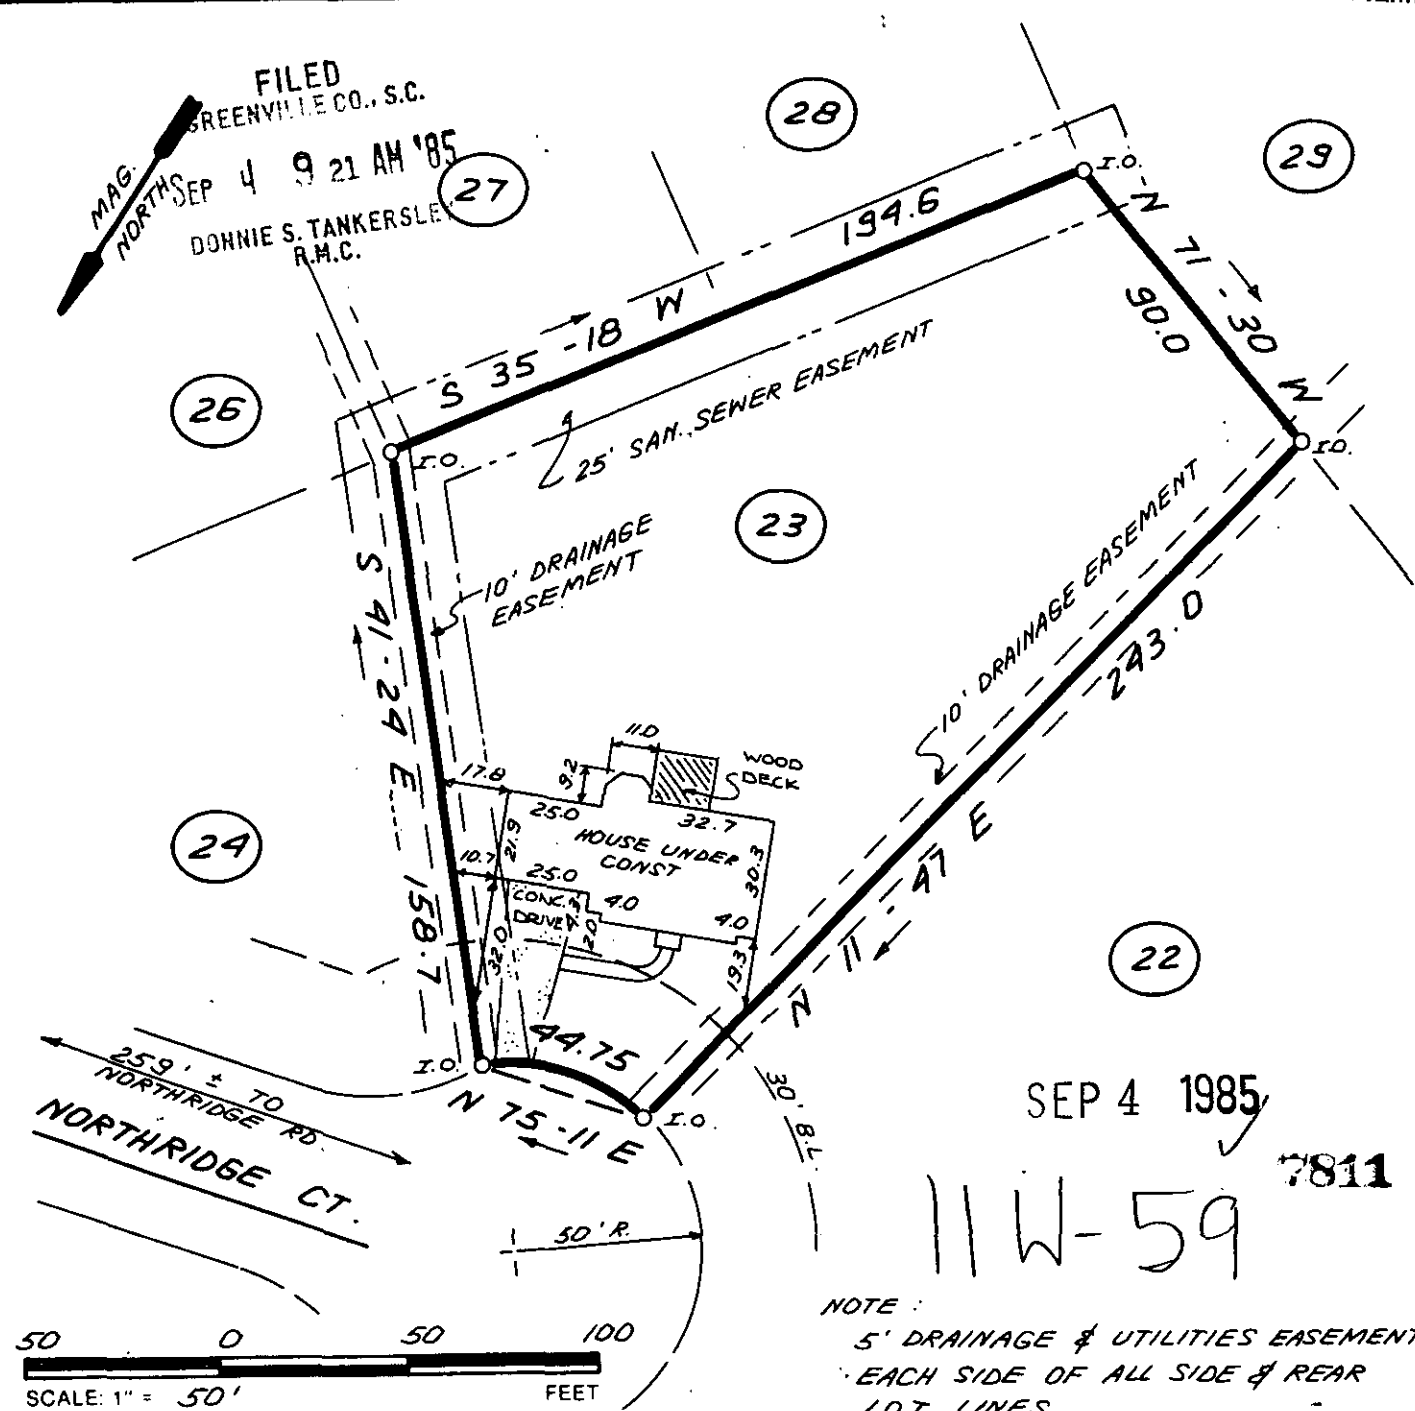 FILED
GREENVILLE CO., S.C.
SEP 4 9 21 AM '85
DONNIE S. TANKERSLEY
R.M.C.
MAG.
NORTH
27
28
29
26
24
23
22
I.O.
S 35 -18 W
194.6
N 71 - 30 W
90.0
I.O.
I.O.
25' SAN. SEWER EASEMENT
10' DRAINAGE
EASEMENT
S 41 - 24 E 158.7
10' DRAINAGE EASEMENT
243.0
N 11 - 47 E
11.0
9.2
WOOD
DECK
17.8
25.0
32.7
21.9
HOUSE UNDER
CONST
30.3
10.7
25.0
CONC.
DRIVE
4.0
4.0
2.0
32.0
19.3
44.75
I.O.
N 75 -11 E
I.O.
30' B.L.
259' ± TO
NORTHRIDGE RD.
NORTHRIDGE CT.
50' R.
SEP 4 1985
7811
11W-59
NOTE :
5' DRAINAGE & UTILITIES EASEMENT
EACH SIDE OF ALL SIDE & REAR
LOT LINES
50 0 50 100
SCALE: 1" = 50' FEET